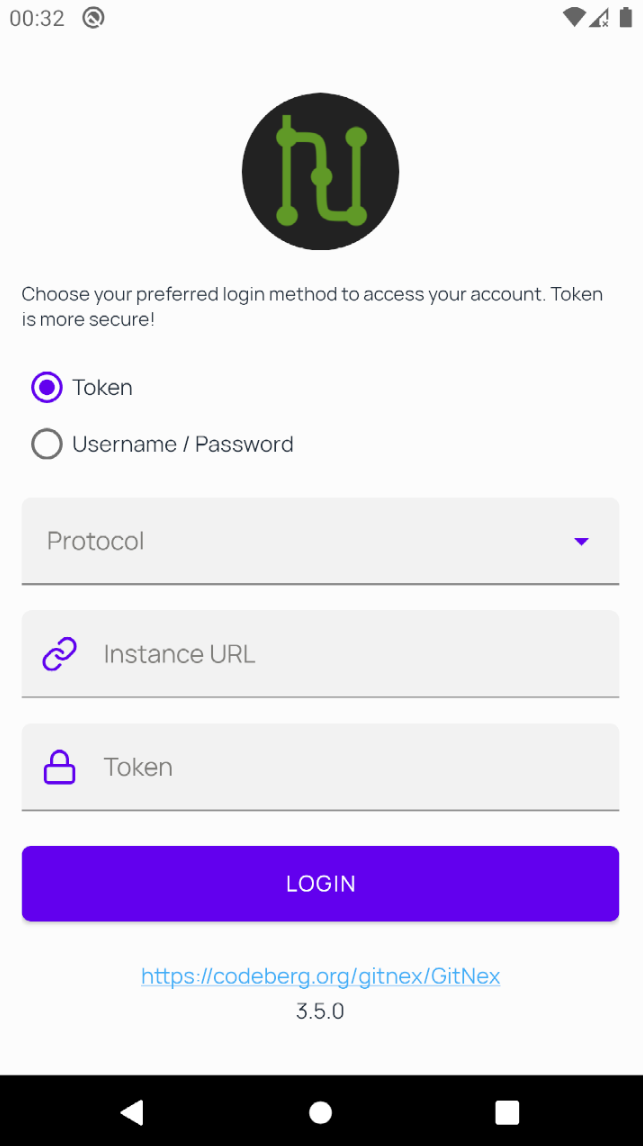 00:32
Choose your preferred login method to access your account. Token
is more secure!
Token
Username / Password
Protocol
Instance URL
Token
LOGIN
https://codeberg.org/gitnex/GitNex
3.5.0